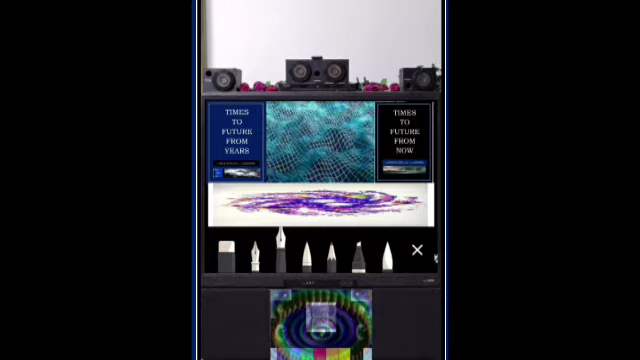 TIMES
TO
FUTURE
FROM
YEARS
TIMES
TO
FUTURE
FROM
NOW